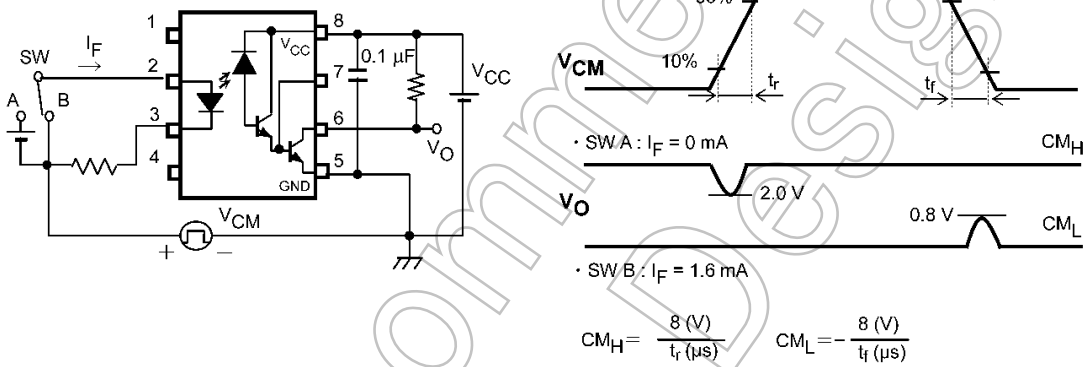 1
8
I_F
V_CC
0.1 µF
V_CC
SW
2
7
A
B
3
6
V_O
4
5
GND
V_CM
+
−
V_CM
10%
t_r
t_f
・SW A : I_F = 0 mA
CM_H
2.0 V
V_O
0.8 V
CM_L
・SW B : I_F = 1.6 mA
CM_H= 8 (V) / t_r (µs)
CM_L=- 8 (V) / t_f (µs)